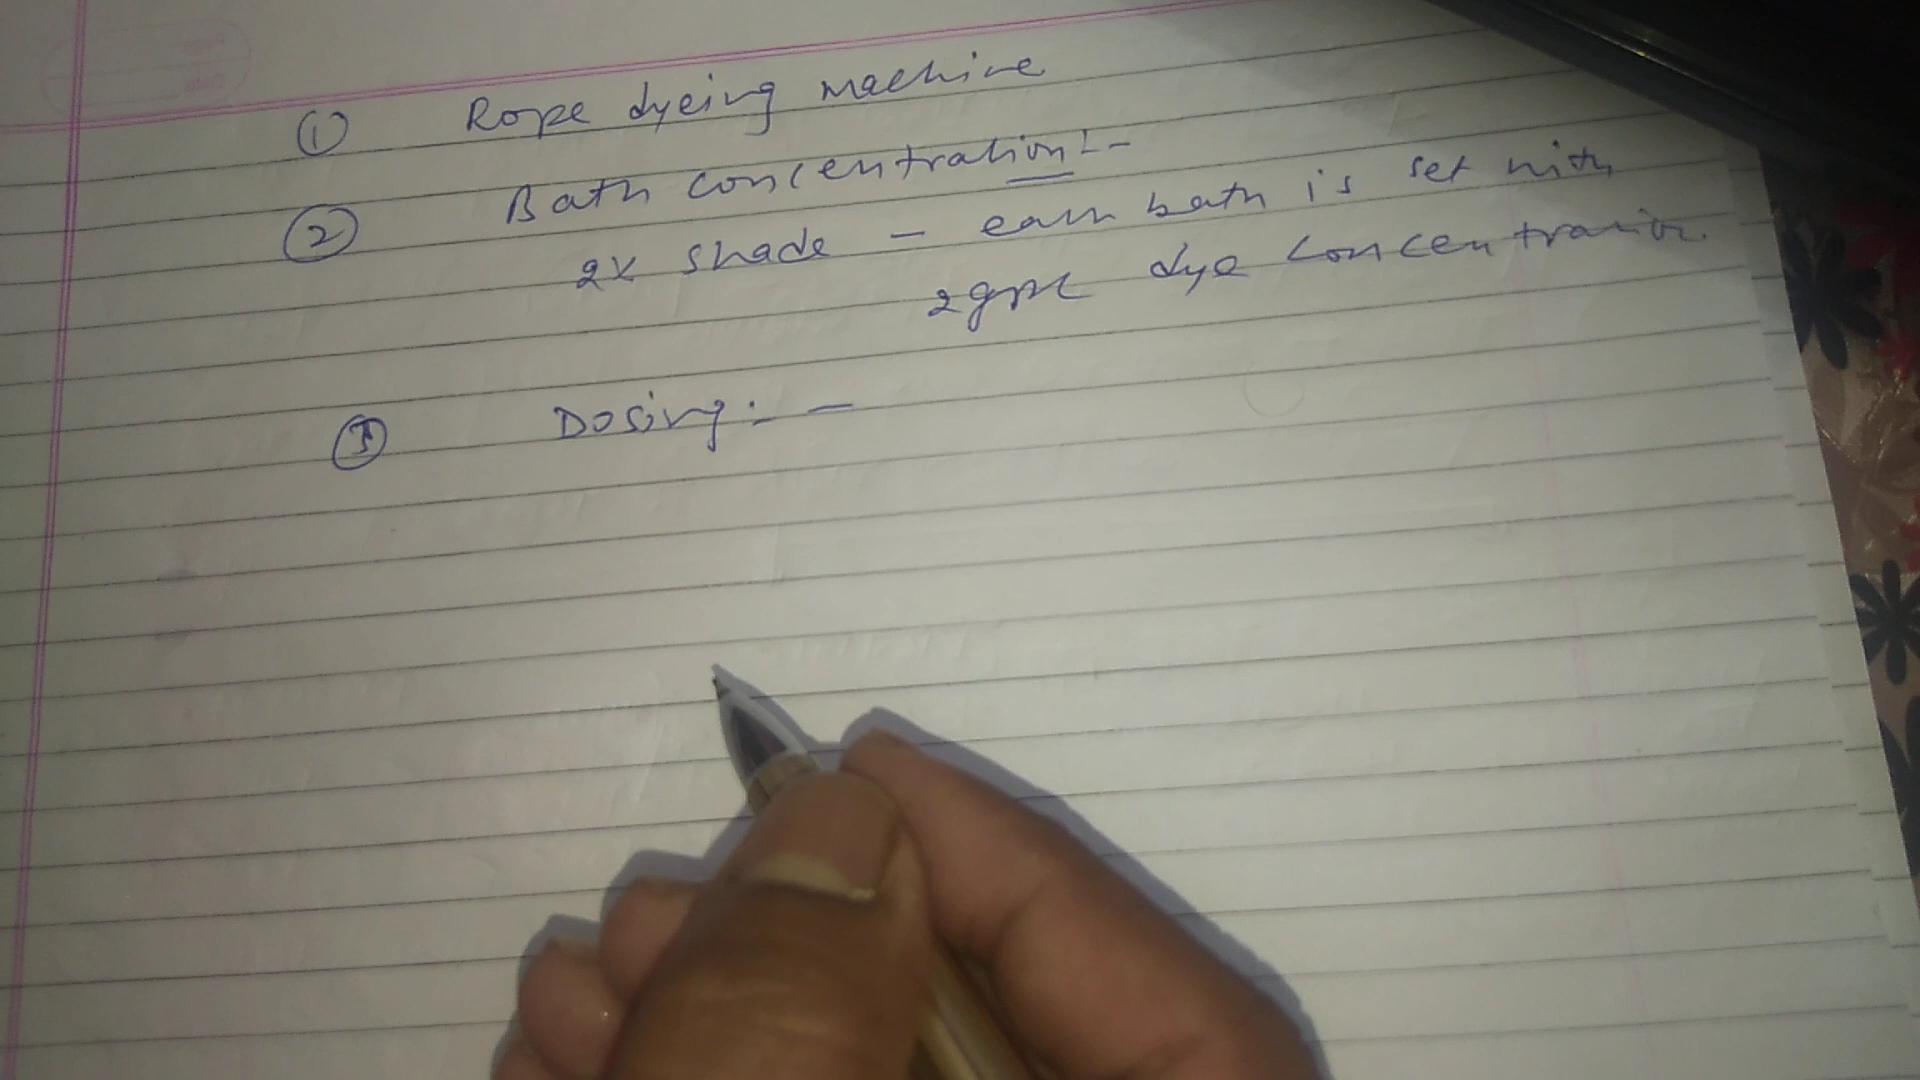 ① Rope dyeing machine
② Bath concentration:-
2% shade - each bath is set with
2gpl dye concentration.
③ Dosing:-